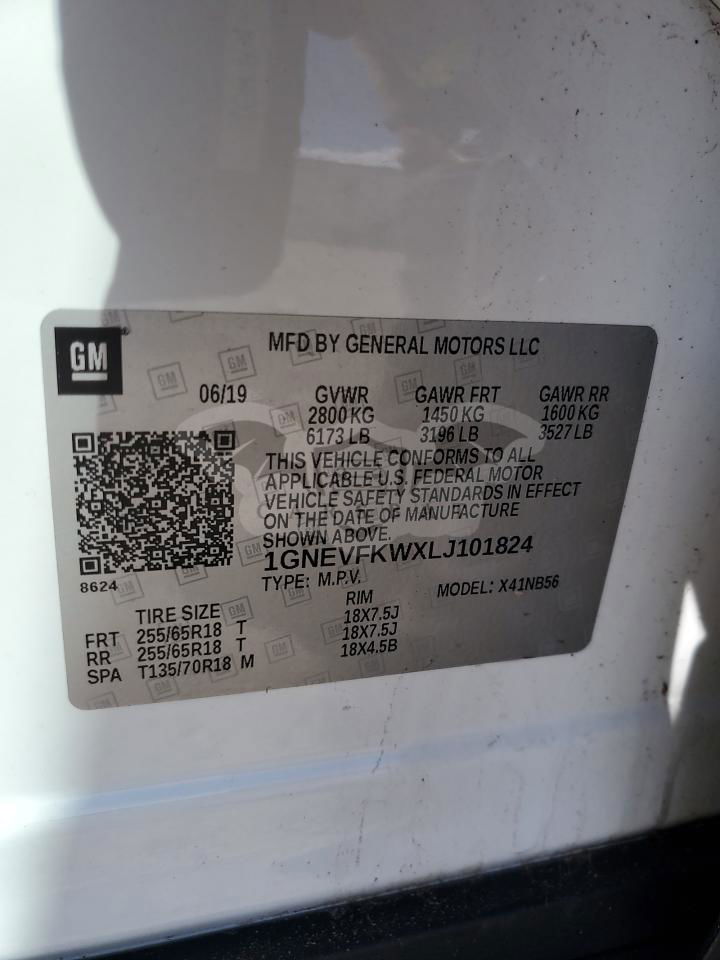 GM
MFD BY GENERAL MOTORS LLC
06/19 GVWR GAWR FRT GAWR RR
2800 KG 1450 KG 1600 KG
6173 LB 3196 LB 3527 LB
THIS VEHICLE CONFORMS TO ALL
APPLICABLE U.S. FEDERAL MOTOR
VEHICLE SAFETY STANDARDS IN EFFECT
ON THE DATE OF MANUFACTURE
SHOWN ABOVE.
1GNEVFKWXLJ101824
8624
TYPE: M.P.V. MODEL: X41NB56
TIRE SIZE RIM
FRT 255/65R18 T 18X7.5J
RR 255/65R18 T 18X7.5J
SPA T135/70R18 M 18X4.5B